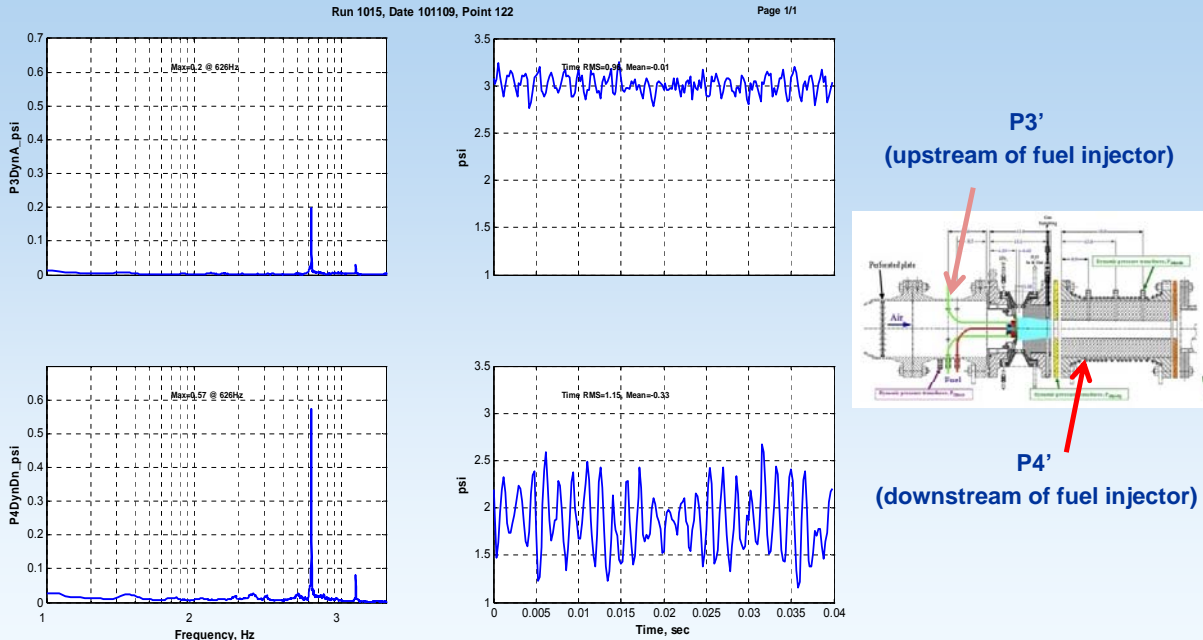 Run 1015, Date 101109, Point 122
Page 1/1
0.7
0.6
0.5
0.4
0.3
0.2
0.1
0
P3DynA_psi
Max=0.2 @ 626Hz
3.5
3
2.5
2
1.5
1
psi
Time RMS=0.94, Mean=-0.01
P3’
(upstream of fuel injector)
Perforated plate
Air
Fuel
P4’
(downstream of fuel injector)
0.6
0.5
0.4
0.3
0.2
0.1
0
P4DynDn_psi
Max=0.57 @ 626Hz
1
2
3
Frequency, Hz
3.5
3
2.5
2
1.5
1
psi
Time RMS=1.15, Mean=-0.33
0
0.005
0.01
0.015
0.02
0.025
0.03
0.035
0.04
Time, sec